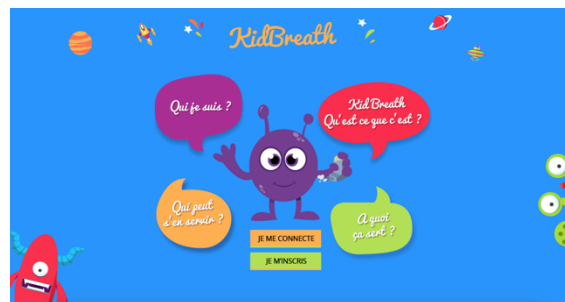 KidBreath
Qui je suis ?
KidBreath
Qu'est ce que c'est ?
Qui peut
s'en servir ?
A quoi
ça sert ?
JE ME CONNECTE
JE M'INSCRIS